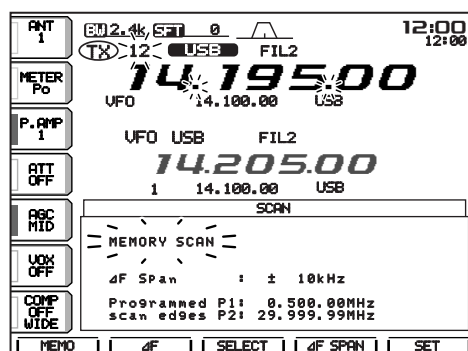 ANT
1
BW 2.4k SFT 0
12:00
12:00
TX 12 USB FIL2
METER
Po
14.195.00
VFO 14.100.00 USB
P.AMP
1
VFO USB FIL2
ATT
OFF
14.205.00
1 14.100.00 USB
AGC
MID
SCAN
MEMORY SCAN
VOX
OFF
⊿F Span : ± 10kHz
COMP
OFF
WIDE
Programmed P1: 0.500.00MHz
scan edges P2: 29.999.99MHz
MEMO ⊿F SELECT ⊿F SPAN SET